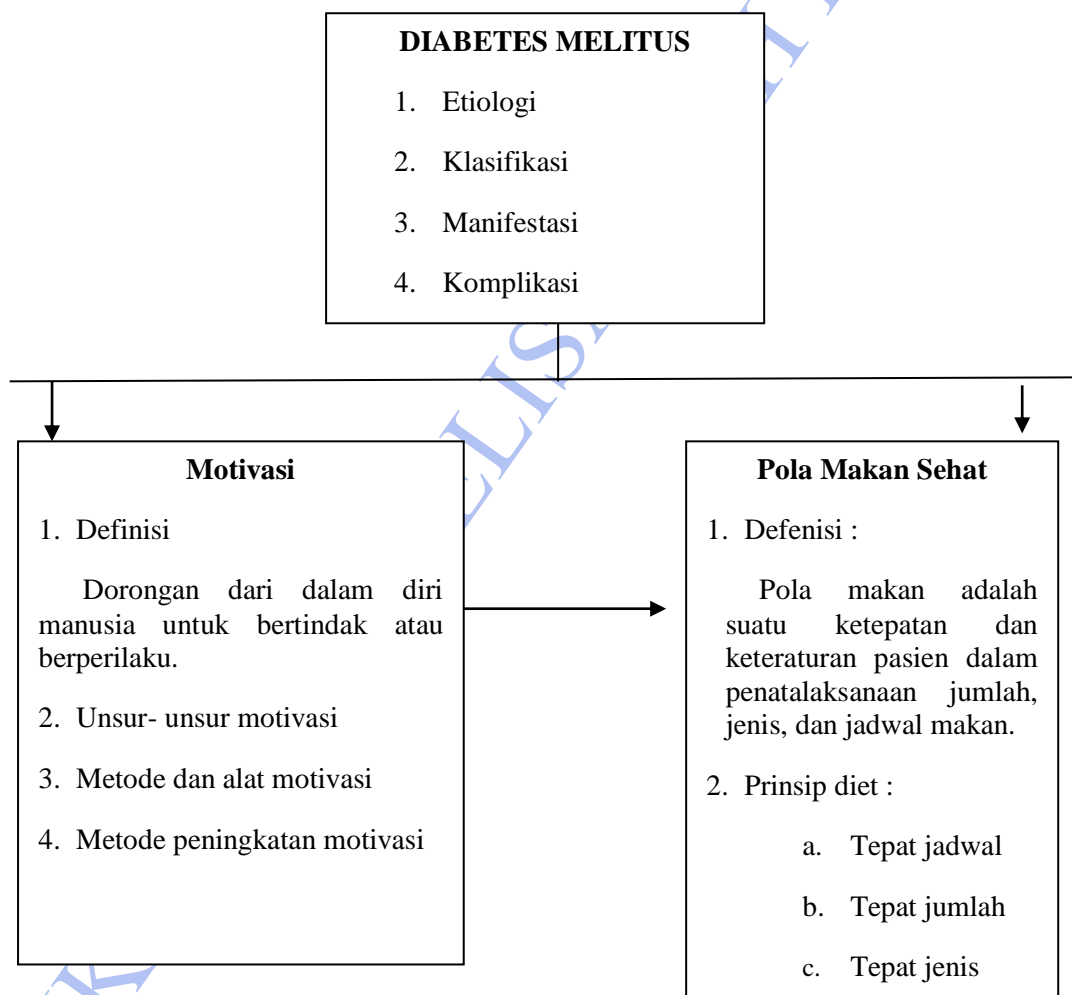 DIABETES MELITUS
1. Etiologi
2. Klasifikasi
3. Manifestasi
4. Komplikasi
Motivasi
1. Definisi
Dorongan dari dalam diri
manusia untuk bertindak atau
berperilaku.
2. Unsur- unsur motivasi
3. Metode dan alat motivasi
4. Metode peningkatan motivasi
Pola Makan Sehat
1. Defenisi :
Pola makan adalah
suatu ketepatan dan
keteraturan pasien dalam
penatalaksanaan jumlah,
jenis, dan jadwal makan.
2. Prinsip diet :
a. Tepat jadwal
b. Tepat jumlah
c. Tepat jenis